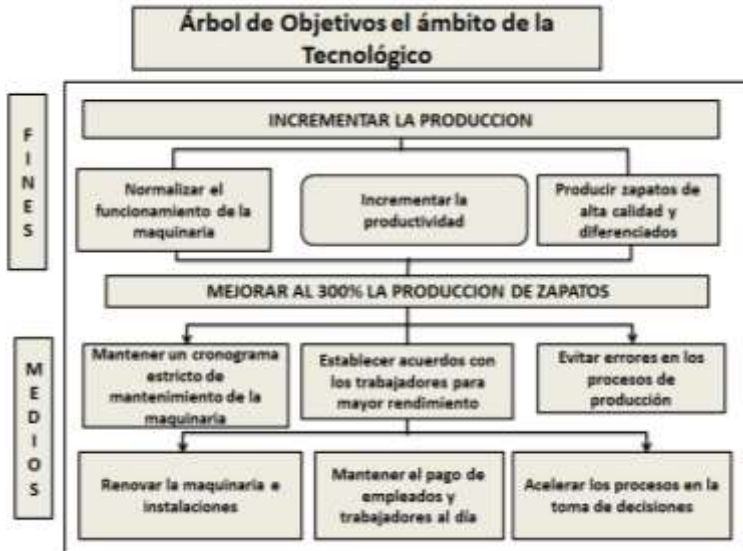 Árbol de Objetivos el ámbito de la
Tecnológico
FINES
INCREMENTAR LA PRODUCCION
Normalizar el
funcionamiento de la
maquinaria
Incrementar la
productividad
Producir zapatos de
alta calidad y
diferenciados
MEJORAR AL 300% LA PRODUCCION DE ZAPATOS
MEDIOS
Mantener un cronograma
estricto de
mantenimiento de la
maquinaria
Establecer acuerdos con
los trabajadores para
mayor rendimiento
Evitar errores en los
procesos de
producción
Renovar la maquinaria e
instalaciones
Mantener el pago de
empleados y
trabajadores al día
Acelerar los procesos en la
toma de decisiones